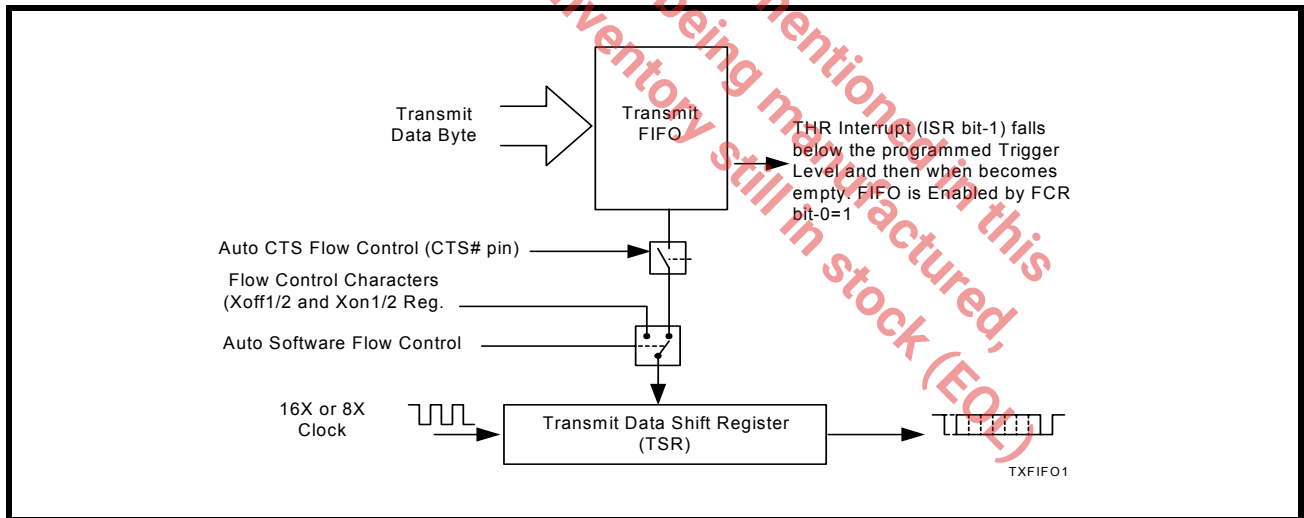 Transmit
Data Byte
Transmit
FIFO
THR Interrupt (ISR bit-1) falls
below the programmed Trigger
Level and then when becomes
empty. FIFO is Enabled by FCR
bit-0=1
Auto CTS Flow Control (CTS# pin)
Flow Control Characters
(Xoff1/2 and Xon1/2 Reg.
Auto Software Flow Control
16X or 8X
Clock
Transmit Data Shift Register
(TSR)
TXFIFO1
mentioned in this
being manufactured,
inventory still in stock (EOL)